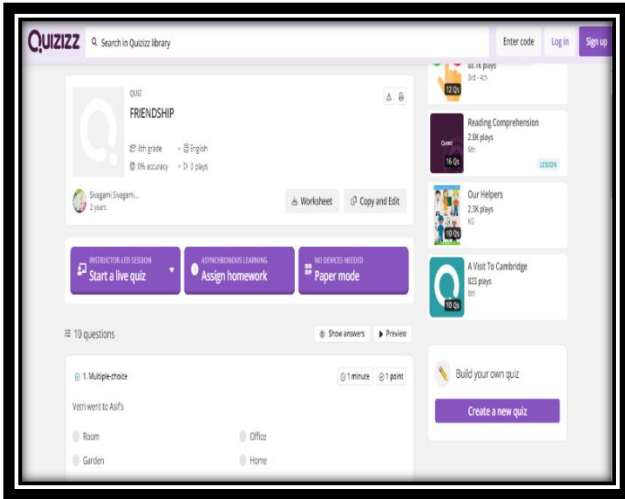 QUIZIZZ
Search in Quizizz library
Enter code
Log in
Sign up
QUIZ
FRIENDSHIP
8th grade • English
0% accuracy • 3 plays
Sivagami Sivagami...
2 years
Worksheet
Copy and Edit
INSTRUCTOR-LED SESSION
Start a live quiz
ASYNCHRONOUS LEARNING
Assign homework
NO DEVICES NEEDED
Paper mode
10 questions
Show answers
Preview
1. Multiple-choice
1 minute
1 point
Vetri went to Asif's
Room
Office
Garden
Home
plays
3rd - 4th
12 Qs
Reading Comprehension
2.8K plays
6th
16 Qs
LESSON
Our Helpers
2.3K plays
KG
10 Qs
A Visit To Cambridge
823 plays
8th
10 Qs
Build your own quiz
Create a new quiz